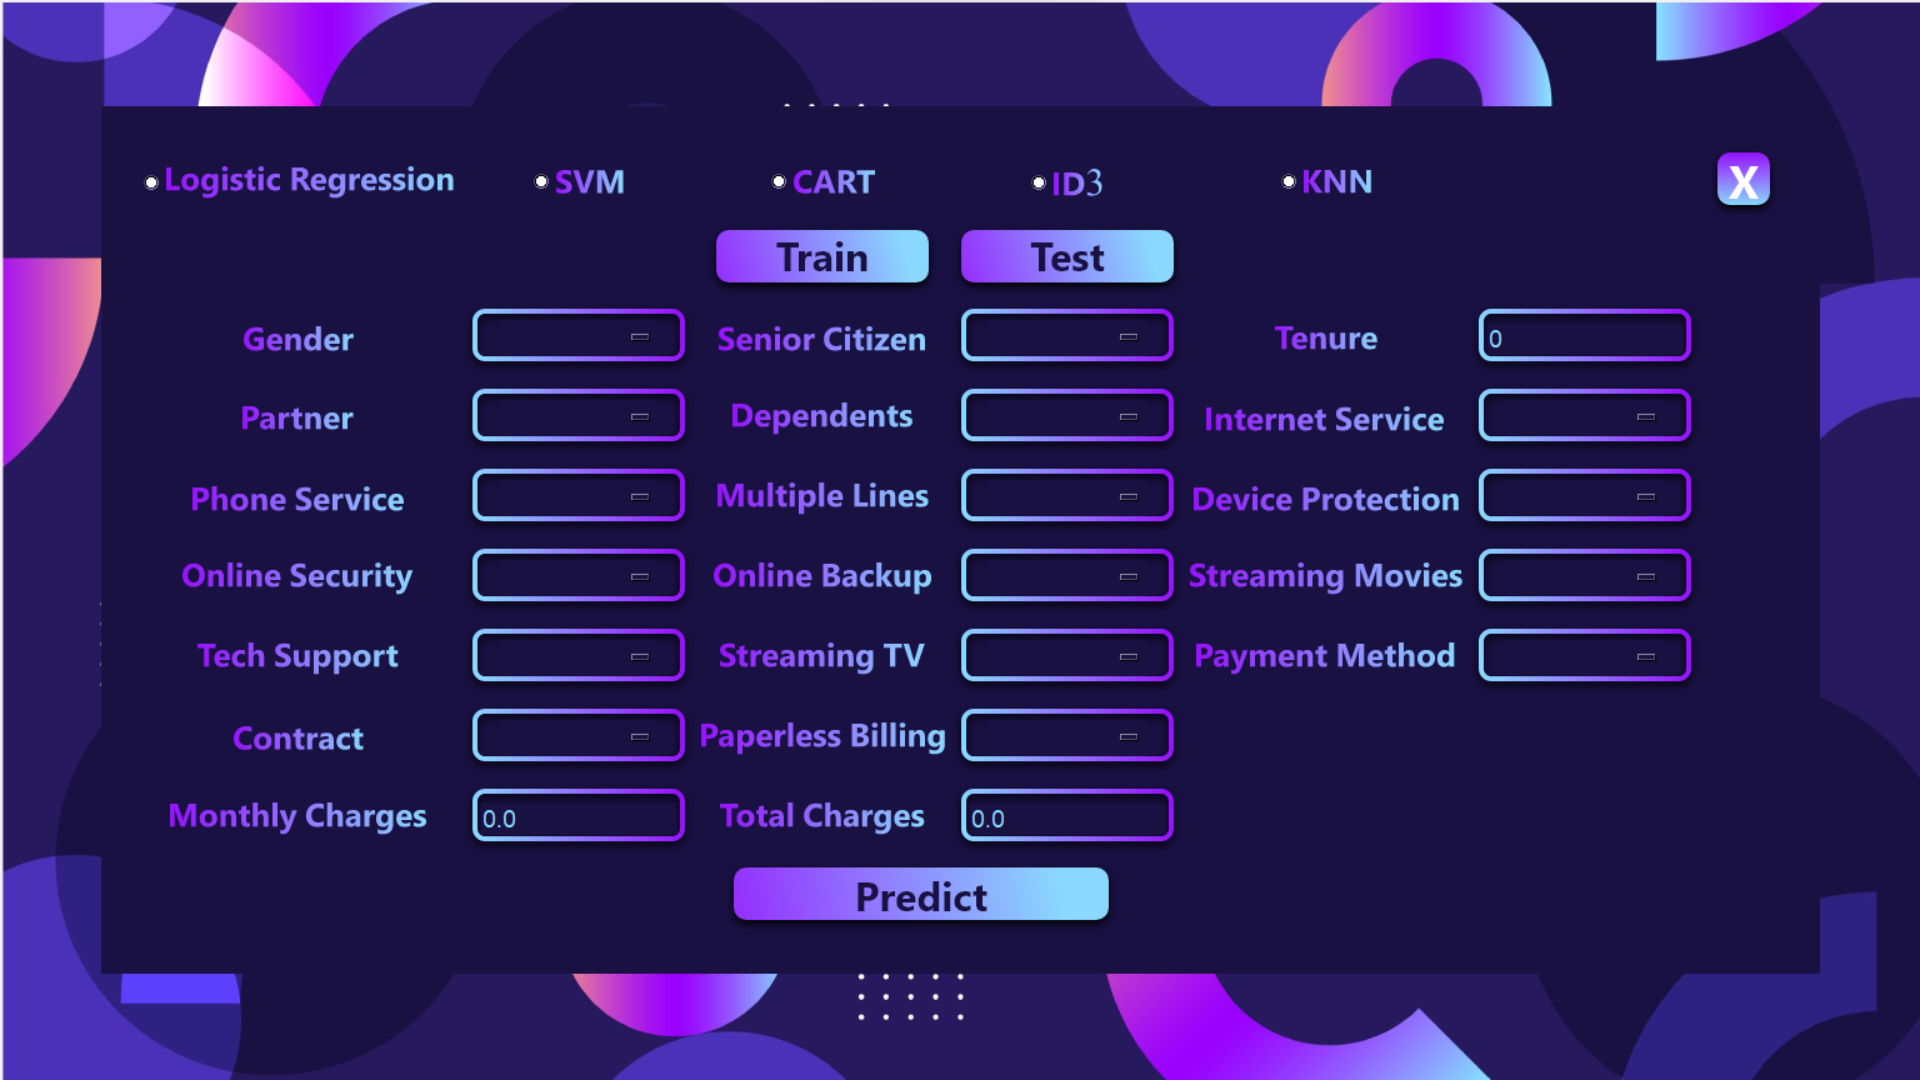 Logistic Regression SVM CART ID3 KNN X
Train Test
Gender Senior Citizen Tenure 0
Partner Dependents Internet Service
Phone Service Multiple Lines Device Protection
Online Security Online Backup Streaming Movies
Tech Support Streaming TV Payment Method
Contract Paperless Billing
Monthly Charges 0.0 Total Charges 0.0
Predict